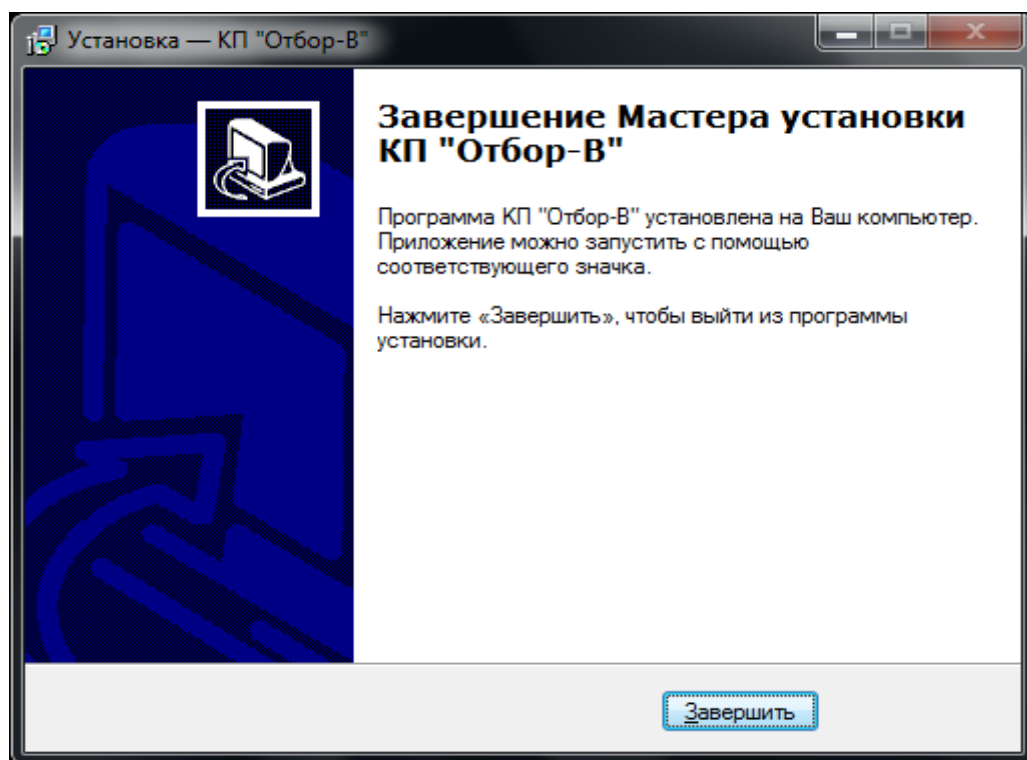 Установка — КП "Отбор-В"
Завершение Мастера установки
КП "Отбор-В"
Программа КП "Отбор-В" установлена на Ваш компьютер.
Приложение можно запустить с помощью
соответствующего значка.
Нажмите «Завершить», чтобы выйти из программы
установки.
Завершить